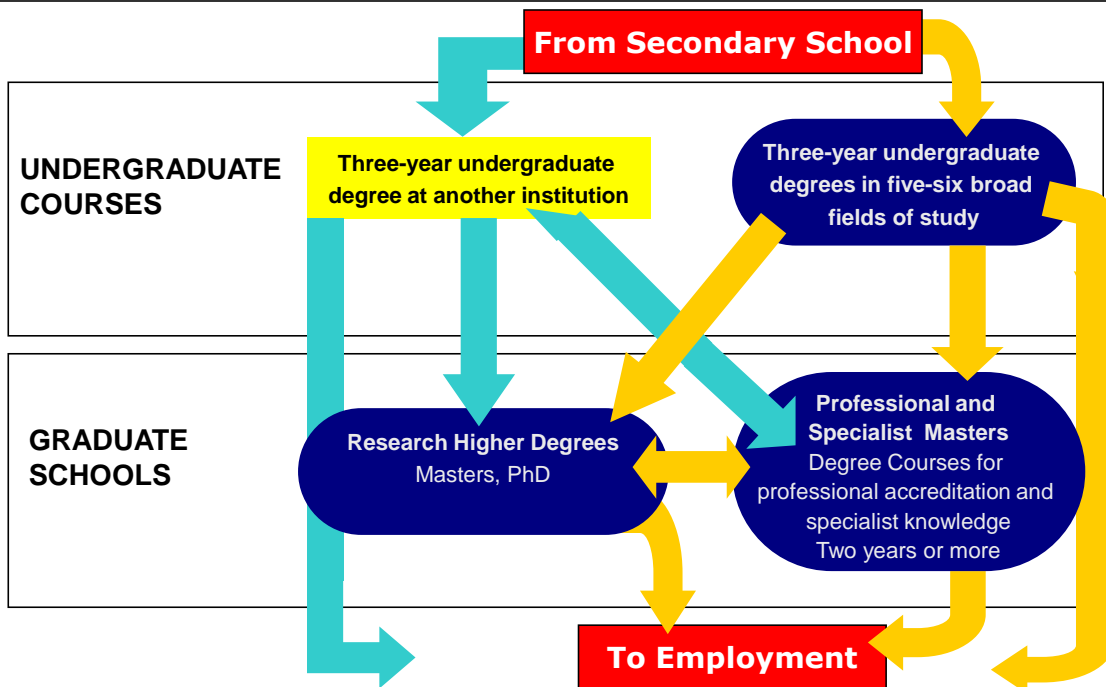 From Secondary School
UNDERGRADUATE
COURSES
Three-year undergraduate
degree at another institution
Three-year undergraduate
degrees in five-six broad
fields of study
GRADUATE
SCHOOLS
Research Higher Degrees
Masters, PhD
Professional and
Specialist Masters
Degree Courses for
professional accreditation and
specialist knowledge
Two years or more
To Employment